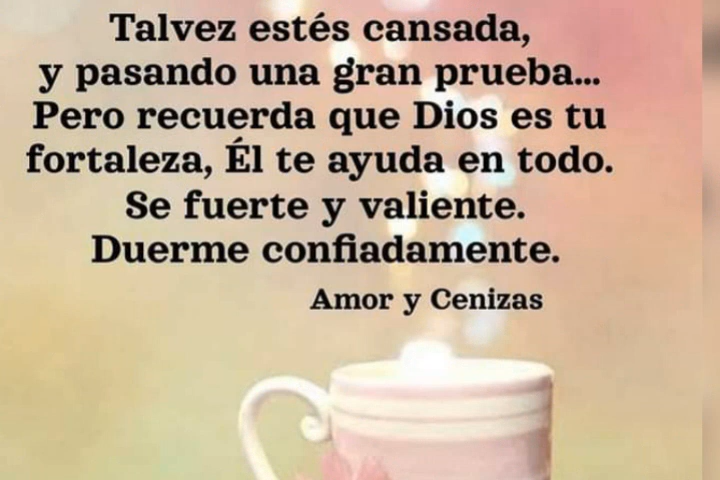 Talvez estés cansada,
y pasando una gran prueba...
Pero recuerda que Dios es tu
fortaleza, Él te ayuda en todo.
Se fuerte y valiente.
Duerme confiadamente.
Amor y Cenizas